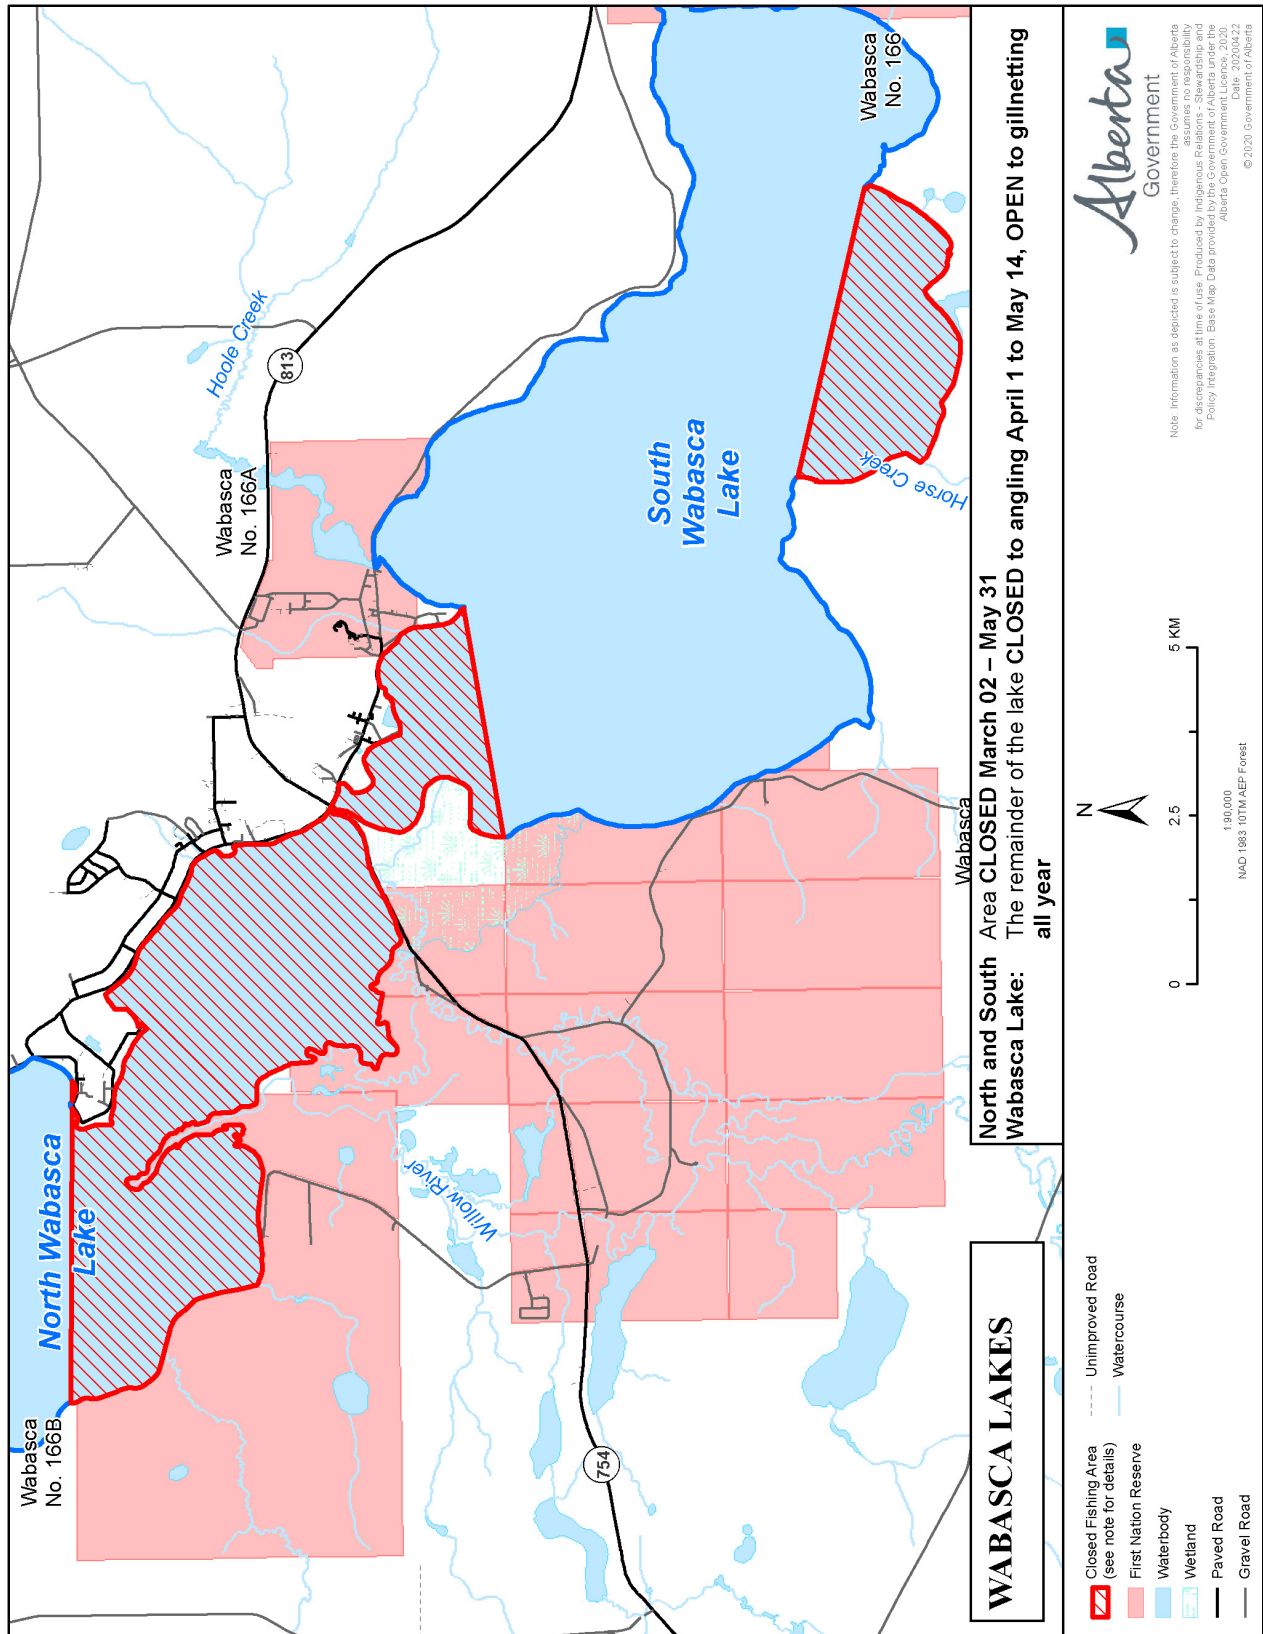 Wabasca
No. 166B
North Wabasca
Lake
Hoole Creek
813
Wabasca
No. 166A
Wabasca
No. 166
South
Wabasca
Lake
Horse Creek
Willow River
754
Wabasca
WABASCA LAKES
North and South Area CLOSED March 02 – May 31
Wabasca Lake: The remainder of the lake CLOSED to angling April 1 to May 14, OPEN to gillnetting
all year
Closed Fishing Area
(see note for details)
First Nation Reserve
Waterbody
Wetland
Paved Road
Gravel Road
Unimproved Road
Watercourse
N
0 2.5 5 KM
1:90,000
NAD 1983 10TM AEP Forest
Alberta
Government
Note: Information as depicted is subject to change, therefore the Government of Alberta
assumes no responsibility
for discrepancies at time of use. Produced by Indigenous Relations - Stewardship and
Policy Integration. Base Map Data provided by the Government of Alberta under the
Alberta Open Government Licence, 2020.
Date: 20200422
© 2020 Government of Alberta